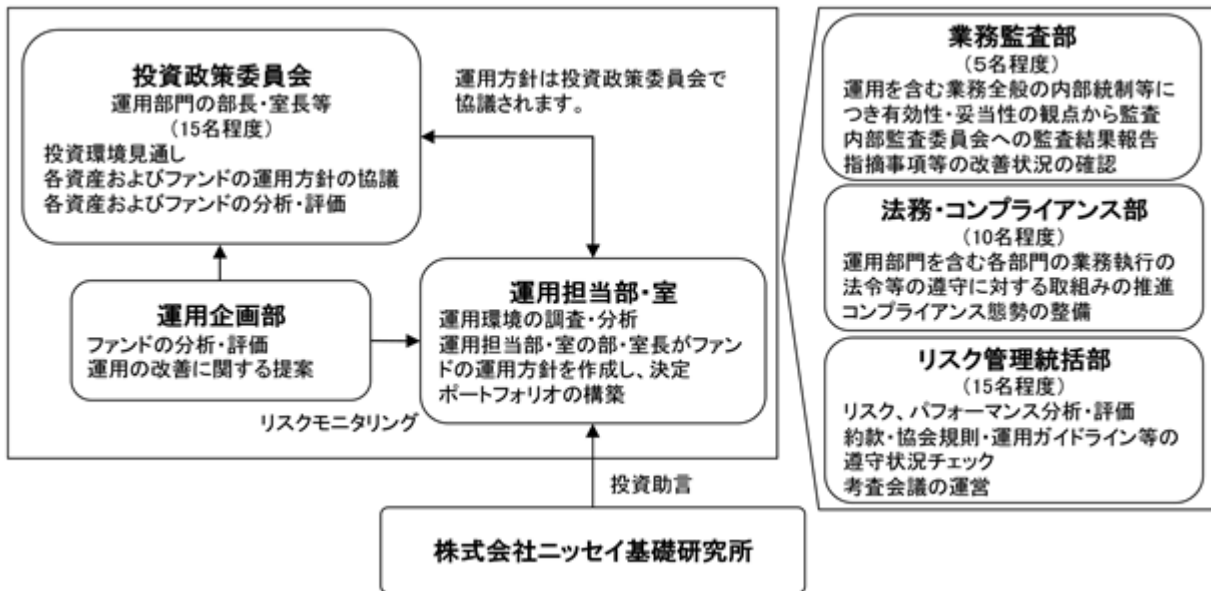 投資政策委員会
運用部門の部長・室長等
(15名程度)
投資環境見通し
各資産およびファンドの運用方針の協議
各資産およびファンドの分析・評価
運用方針は投資政策委員会で
協議されます。
運用企画部
ファンドの分析・評価
運用の改善に関する提案
リスクモニタリング
運用担当部・室
運用環境の調査・分析
運用担当部・室の部・室長がファン
ドの運用方針を作成し、決定
ポートフォリオの構築
投資助言
株式会社ニッセイ基礎研究所
業務監査部
(5名程度)
運用を含む業務全般の内部統制等に
つき有効性・妥当性の観点から監査
内部監査委員会への監査結果報告
指摘事項等の改善状況の確認
法務・コンプライアンス部
(10名程度)
運用部門を含む各部門の業務執行の
法令等の遵守に対する取組みの推進
コンプライアンス態勢の整備
リスク管理統括部
(15名程度)
リスク、パフォーマンス分析・評価
約款・協会規則・運用ガイドライン等の
遵守状況チェック
考査会議の運営